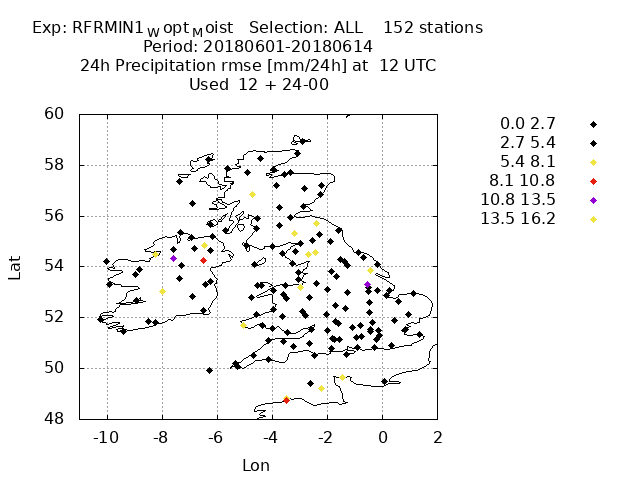 Exp: RFRMIN1 W opt M oist Selection: ALL 152 stations
Period: 20180601-20180614
24h Precipitation rmse [mm/24h] at 12 UTC
Used 12 + 24-00
0.0 2.7
2.7 5.4
5.4 8.1
8.1 10.8
10.8 13.5
13.5 16.2
60
58
56
54
52
50
48
Lat
-10 -8 -6 -4 -2 0 2
Lon